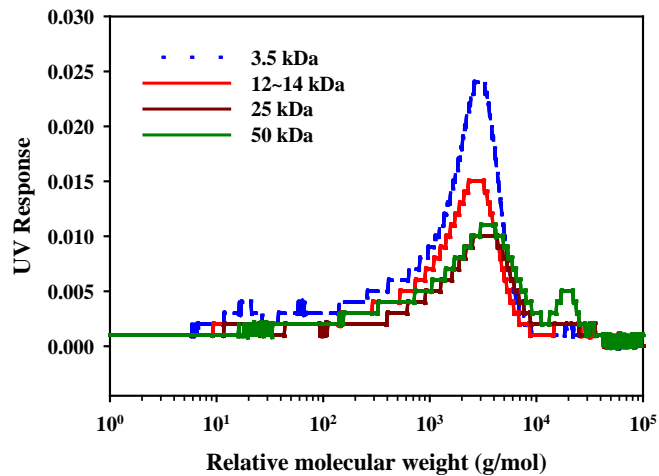 0.030
0.025
0.020
0.015
0.010
0.005
0.000
UV Response
3.5 kDa
12~14 kDa
25 kDa
50 kDa
10⁰ 10¹ 10² 10³ 10⁴ 10⁵
Relative molecular weight (g/mol)